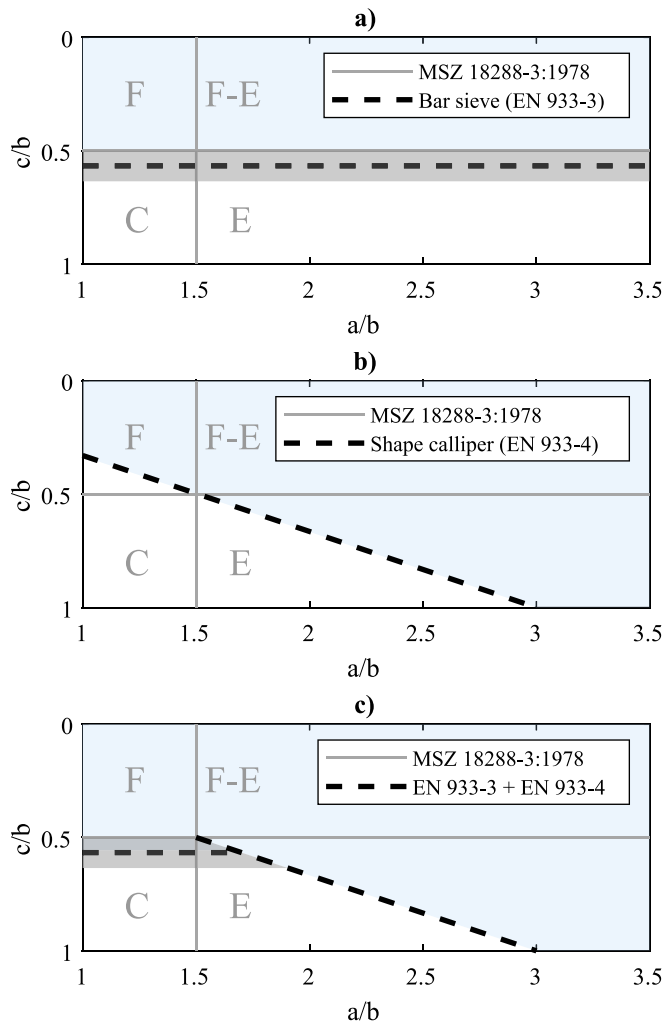 a)
0
F
F-E
MSZ 18288-3:1978
Bar sieve (EN 933-3)
c/b
0.5
C
E
1
1 1.5 2 2.5 3 3.5
a/b
b)
0
F
F-E
MSZ 18288-3:1978
Shape calliper (EN 933-4)
c/b
0.5
C
E
1
1 1.5 2 2.5 3 3.5
a/b
c)
0
F
F-E
MSZ 18288-3:1978
EN 933-3 + EN 933-4
c/b
0.5
C
E
1
1 1.5 2 2.5 3 3.5
a/b